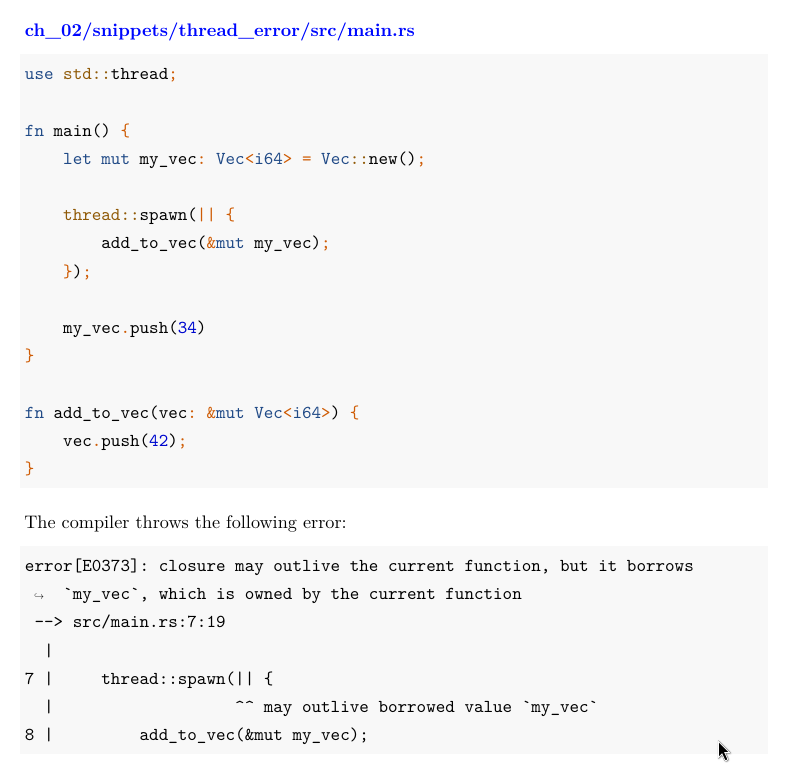 ch_02/snippets/thread_error/src/main.rs
use std::thread;
fn main() {
    let mut my_vec: Vec<i64> = Vec::new();
    thread::spawn(|| {
        add_to_vec(&mut my_vec);
    });
    my_vec.push(34)
}
fn add_to_vec(vec: &mut Vec<i64>) {
    vec.push(42);
}
The compiler throws the following error:
error[E0373]: closure may outlive the current function, but it borrows
↪ `my_vec`, which is owned by the current function
 --> src/main.rs:7:19
  |
7 |     thread::spawn(|| {
  |                   ^^ may outlive borrowed value `my_vec`
8 |         add_to_vec(&mut my_vec);